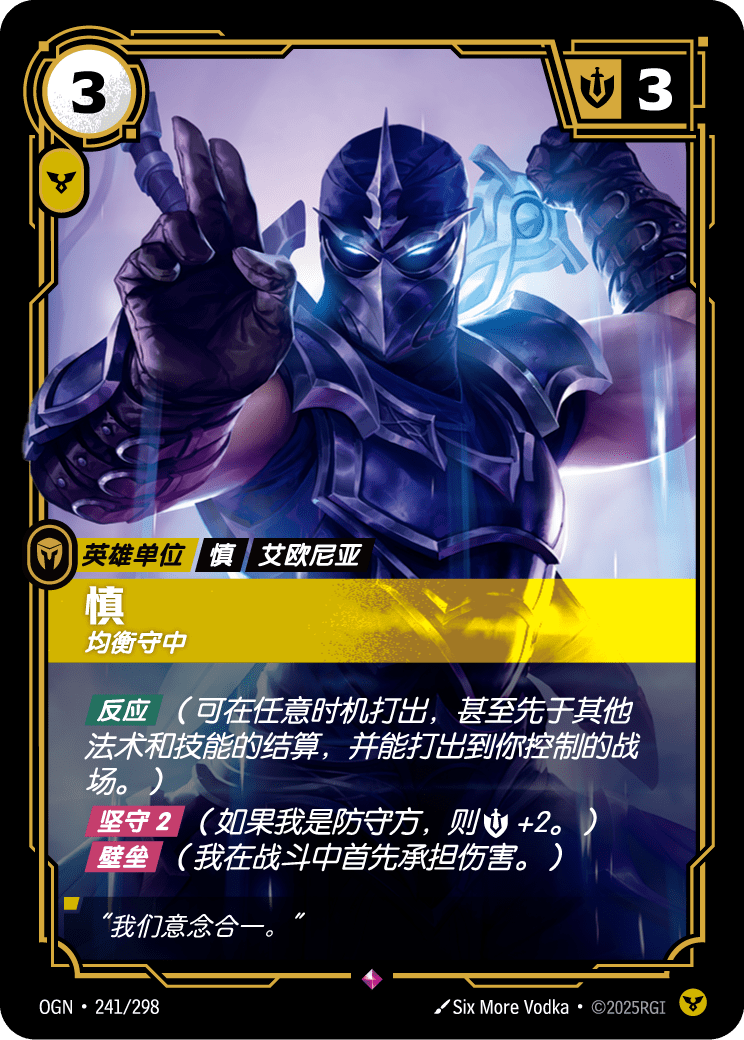 3
3
英雄单位 慎 艾欧尼亚
慎
均衡守中
反应 （可在任意时机打出，甚至先于其他
法术和技能的结算，并能打出到你控制的战
场。）
坚守 2 （如果我是防守方，则 +2。）
壁垒 （我在战斗中首先承担伤害。）
“我们意念合一。”
OGN • 241/298 Six More Vodka • ©2025RGI